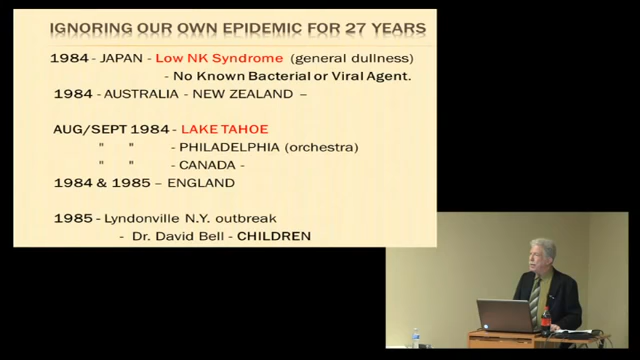 IGNORING OUR OWN EPIDEMIC FOR 27 YEARS
1984 - JAPAN - Low NK Syndrome (general dullness)
- No Known Bacterial or Viral Agent.
1984 - AUSTRALIA - NEW ZEALAND –
AUG/SEPT 1984 - LAKE TAHOE
" " - PHILADELPHIA (orchestra)
" " - CANADA -
1984 & 1985 – ENGLAND
1985 - Lyndonville N.Y. outbreak
- Dr. David Bell - CHILDREN